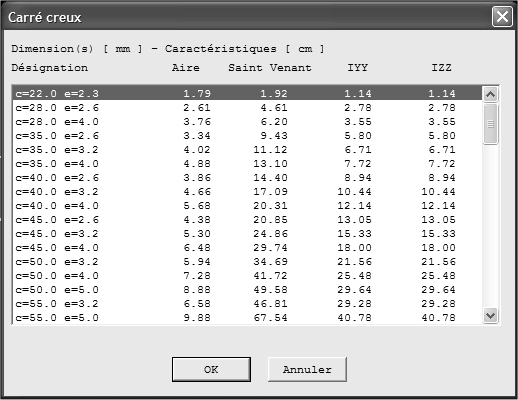 Carré creux
Dimension(s) [ mm ] - Caractéristiques [ cm ]
Désignation Aire Saint Venant IYY IZZ
c=22.0 e=2.3 1.79 1.92 1.14 1.14
c=28.0 e=2.6 2.61 4.61 2.78 2.78
c=28.0 e=4.0 3.76 6.20 3.55 3.55
c=35.0 e=2.6 3.34 9.43 5.80 5.80
c=35.0 e=3.2 4.02 11.12 6.71 6.71
c=35.0 e=4.0 4.88 13.10 7.72 7.72
c=40.0 e=2.6 3.86 14.40 8.94 8.94
c=40.0 e=3.2 4.66 17.09 10.44 10.44
c=40.0 e=4.0 5.68 20.31 12.14 12.14
c=45.0 e=2.6 4.38 20.85 13.05 13.05
c=45.0 e=3.2 5.30 24.86 15.33 15.33
c=45.0 e=4.0 6.48 29.74 18.00 18.00
c=50.0 e=3.2 5.94 34.69 21.56 21.56
c=50.0 e=4.0 7.28 41.72 25.48 25.48
c=50.0 e=5.0 8.88 49.58 29.64 29.64
c=55.0 e=3.2 6.58 46.81 29.28 29.28
c=55.0 e=5.0 9.88 67.54 40.78 40.78
OK Annuler